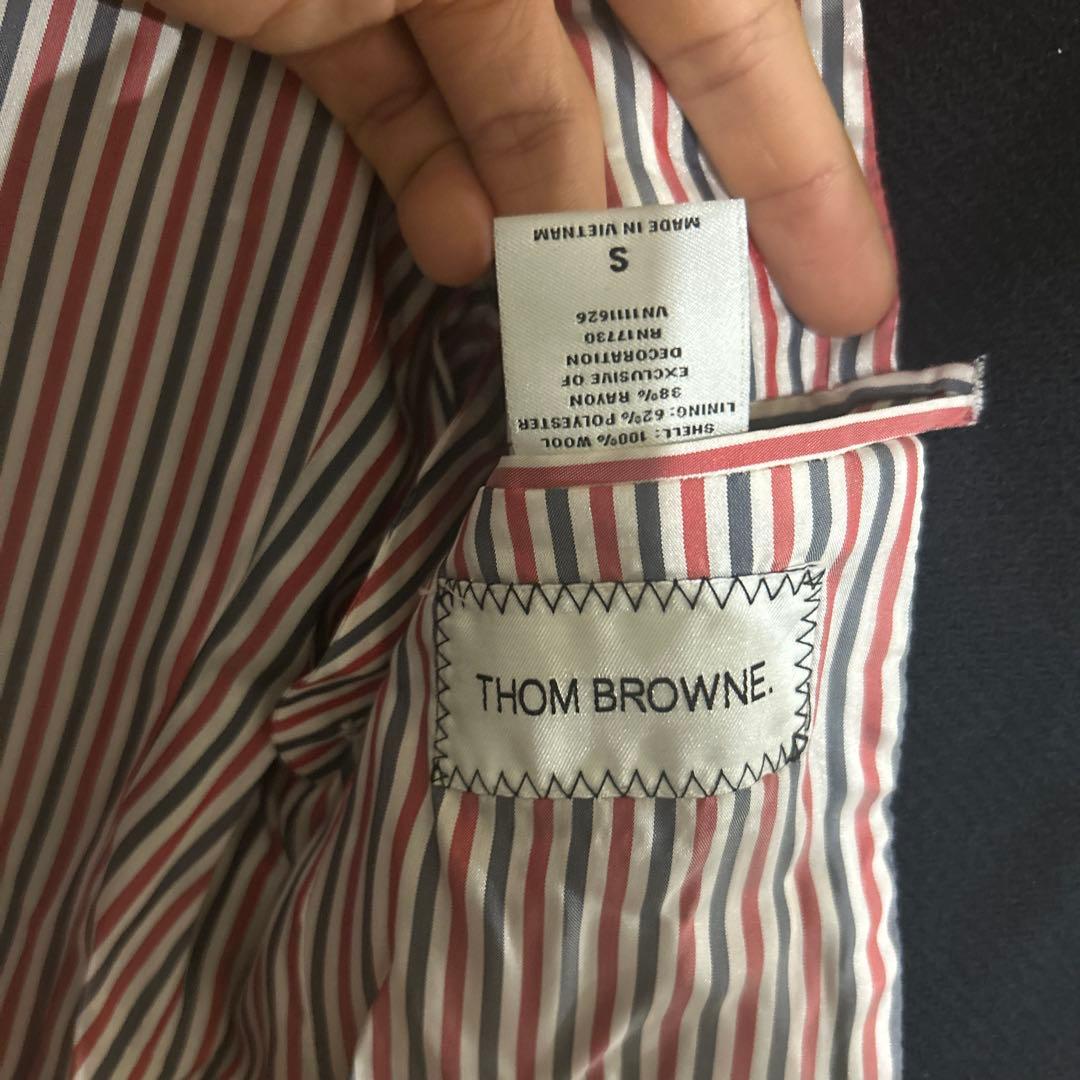 SHELL: 100% WOOL
LINING: 62% POLYESTER
38% RAYON
EXCLUSIVE OF
DECORATION
RN17730
VN1111626
S
MADE IN VIETNAM
THOM BROWNE.